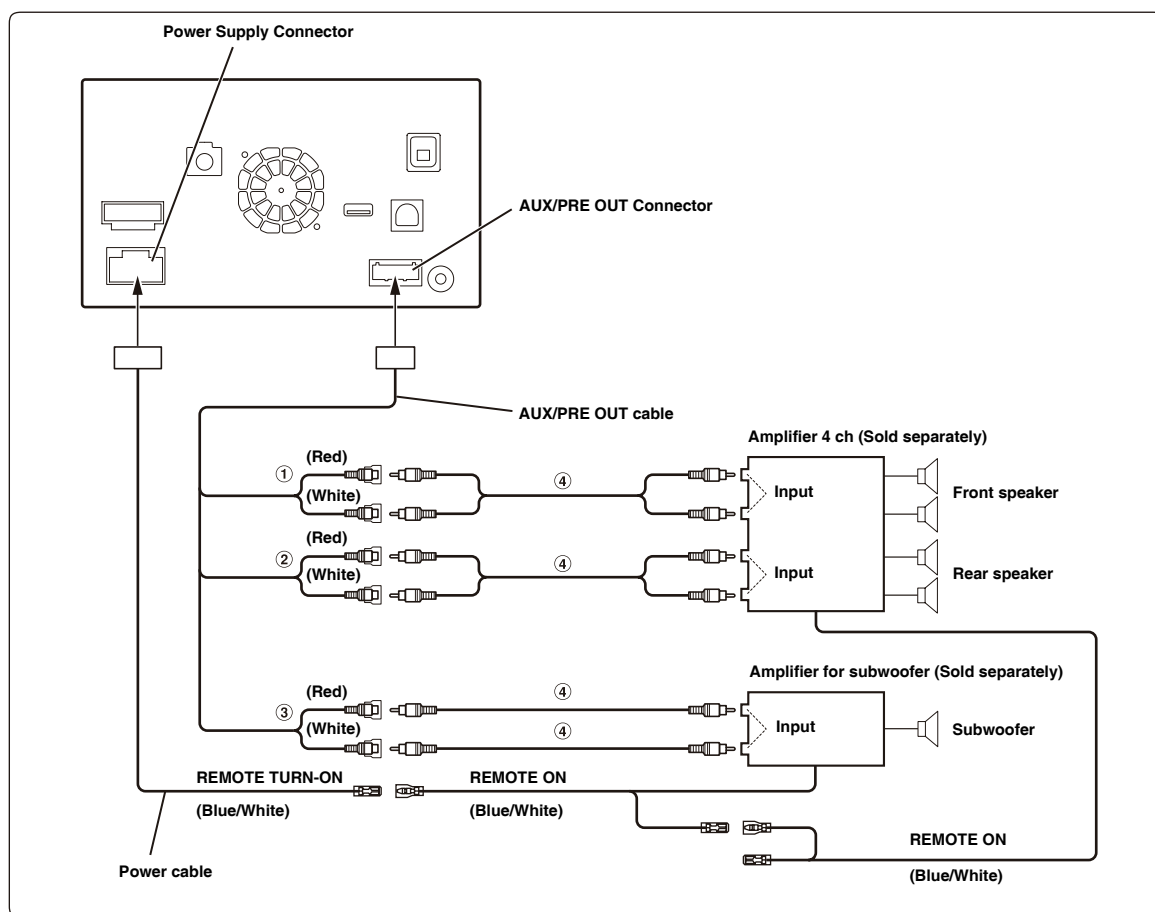 Power Supply Connector
AUX/PRE OUT Connector
AUX/PRE OUT cable
Amplifier 4 ch (Sold separately)
① (Red)
(White)
④
Input
Front speaker
② (Red)
(White)
④
Input
Rear speaker
Amplifier for subwoofer (Sold separately)
③ (Red)
(White)
④
④
Input
Subwoofer
REMOTE TURN-ON
(Blue/White)
REMOTE ON
(Blue/White)
REMOTE ON
(Blue/White)
Power cable